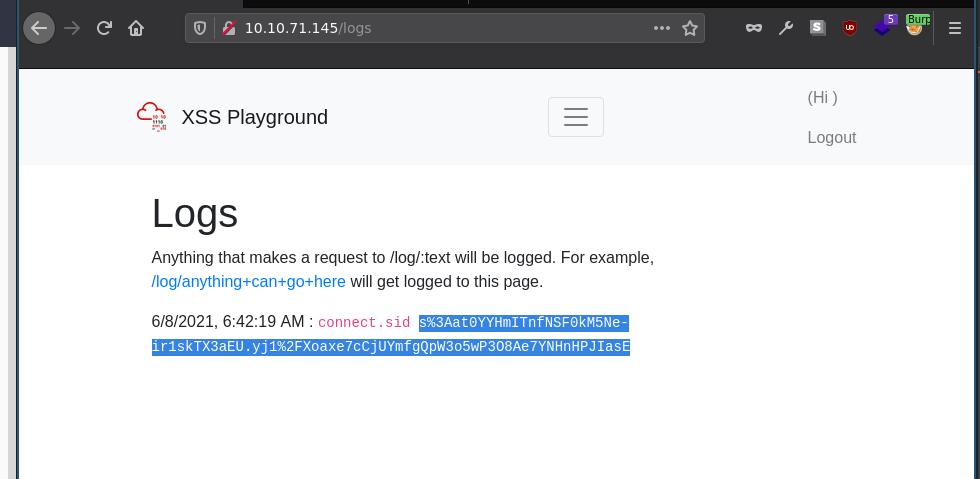 10.10.71.145/logs
5
Burp
XSS Playground
(Hi )
Logout
Logs
Anything that makes a request to /log/:text will be logged. For example,
/log/anything+can+go+here will get logged to this page.
6/8/2021, 6:42:19 AM : connect.sid s%3Aat0YYHmITnfNSF0kM5Ne-
ir1skTX3aEU.yj1%2FXoaxe7cCjUYmfgQpW3o5wP3O8Ae7YNHnHPJIasE